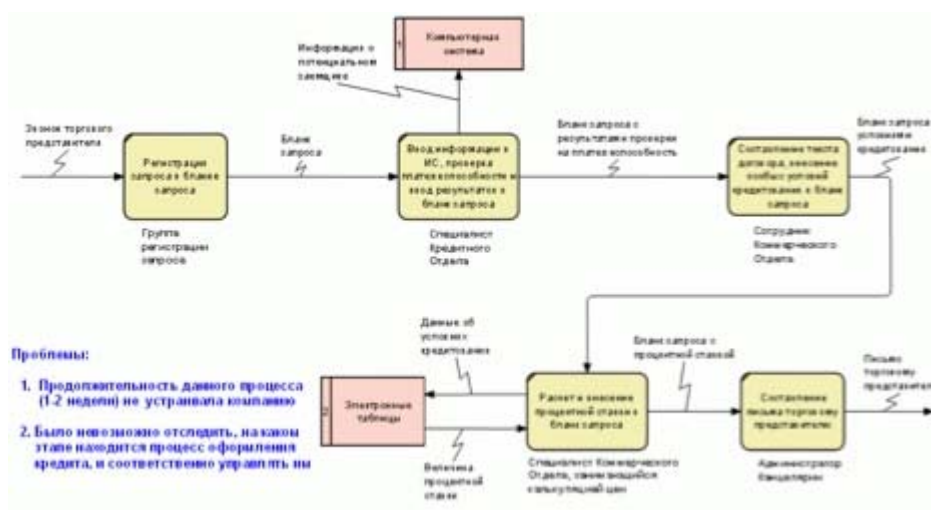 1
Компьютерная
система
Информация о
потенциальном
заемщике
Звонок торгового
представителя
Регистрация
запроса в бланке
запроса
Группа
регистрации
запроса
Бланк
запроса
Ввод информации в
ИС, проверка
платежеспособности и
ввод результатов в
бланк запроса
Специалист
Кредитного
Отдела
Бланк запроса с
результатами проверки
на платежеспособность
Составление текста
договора, внесение
особых условий
кредитования в бланк
запроса
Сотрудник
Коммерческого
Отдела
Бланк запроса с
условиями
кредитования
Проблемы:
1. Продолжительность данного процесса
(1-2 недели) не устраивала компанию
2. Было невозможно отследить, на каком
этапе находится процесс оформления
кредита, и соответственно управлять им
Данные об
условиях
кредитования
Электронные
таблицы
Величина
процентной
ставки
Расчет и внесение
процентной ставки в
бланк запроса
Специалист Коммерческого
Отдела, занимающийся
калькуляцией цен
Бланк запроса с
процентной ставкой
Составление
письма торговому
представителю
Администратор
Канцелярии
Письмо
торговому
представителю